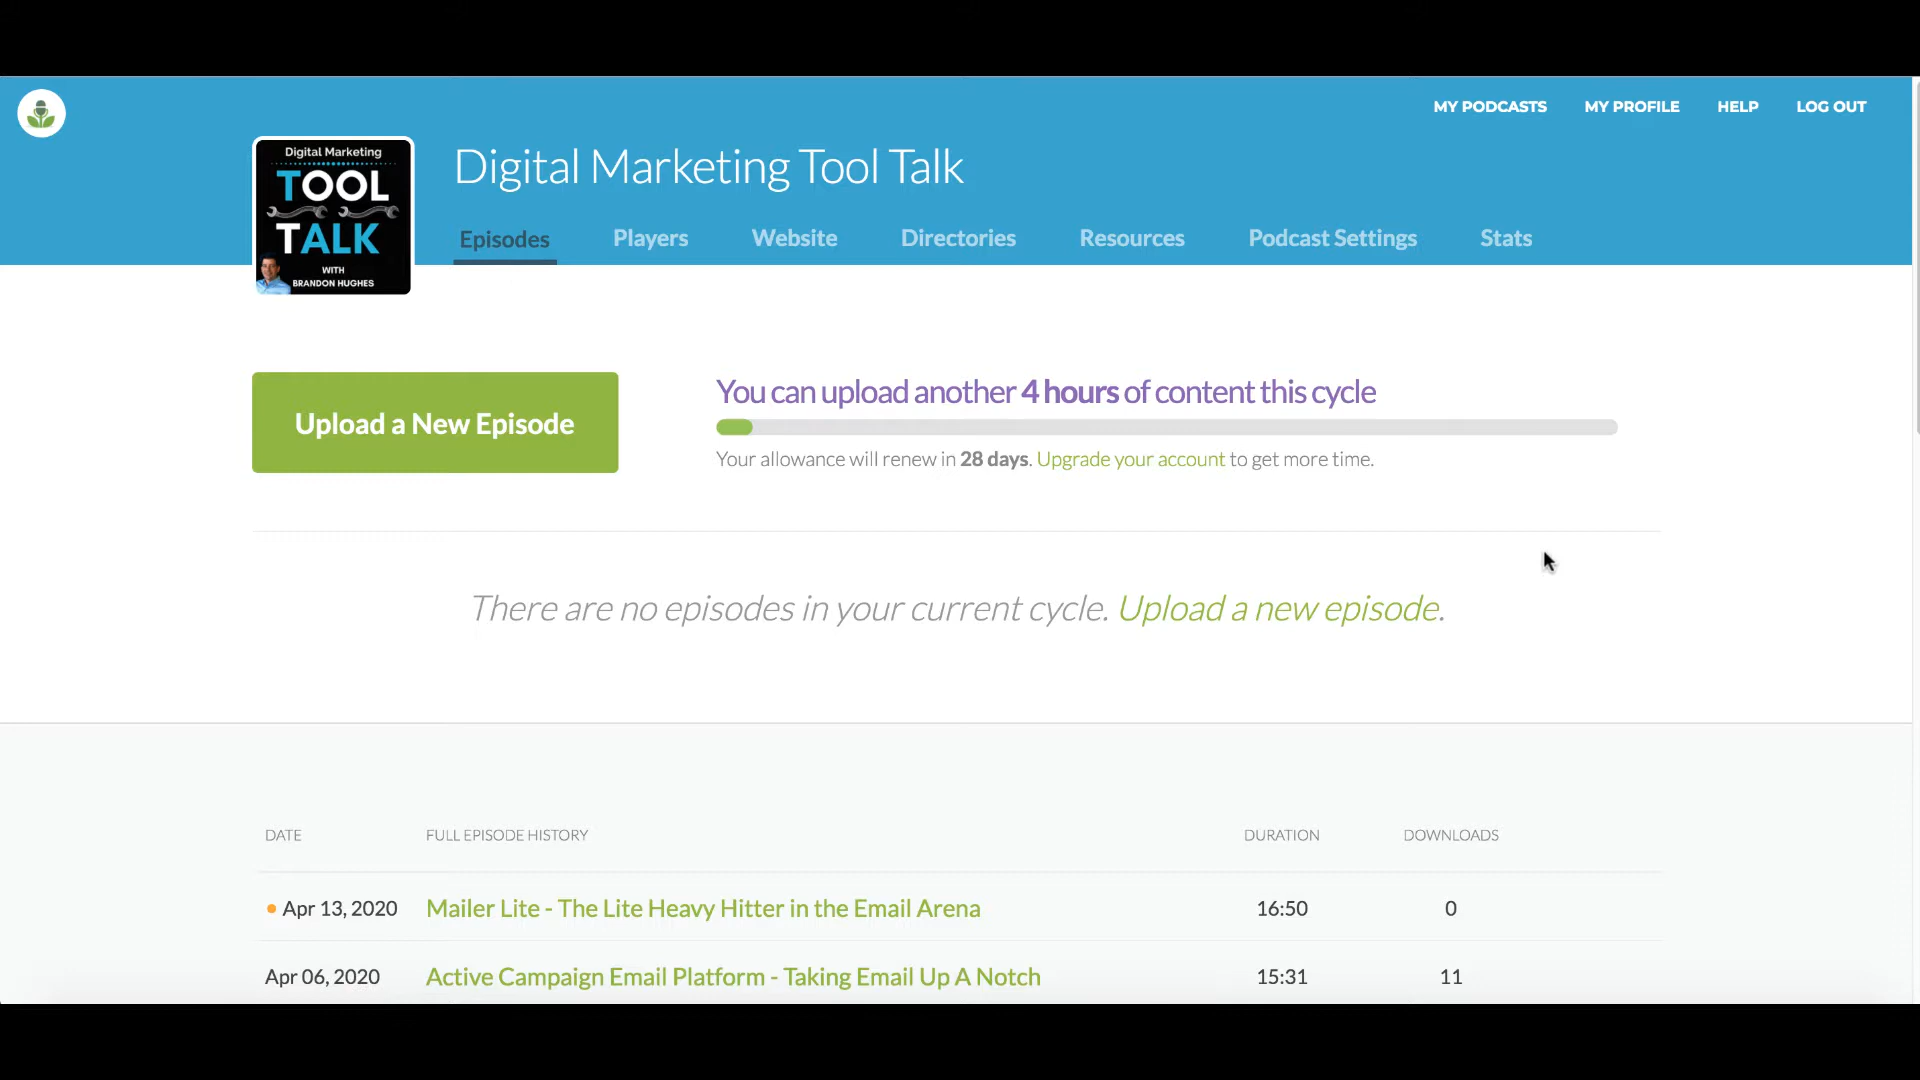 MY PODCASTS MY PROFILE HELP LOG OUT
Digital Marketing
TOOL
TALK
WITH
BRANDON HUGHES
Digital Marketing Tool Talk
Episodes Players Website Directories Resources Podcast Settings Stats
Upload a New Episode
You can upload another 4 hours of content this cycle
Your allowance will renew in 28 days. Upgrade your account to get more time.
There are no episodes in your current cycle. Upload a new episode.
DATE FULL EPISODE HISTORY DURATION DOWNLOADS
Apr 13, 2020 Mailer Lite - The Lite Heavy Hitter in the Email Arena 16:50 0
Apr 06, 2020 Active Campaign Email Platform - Taking Email Up A Notch 15:31 11